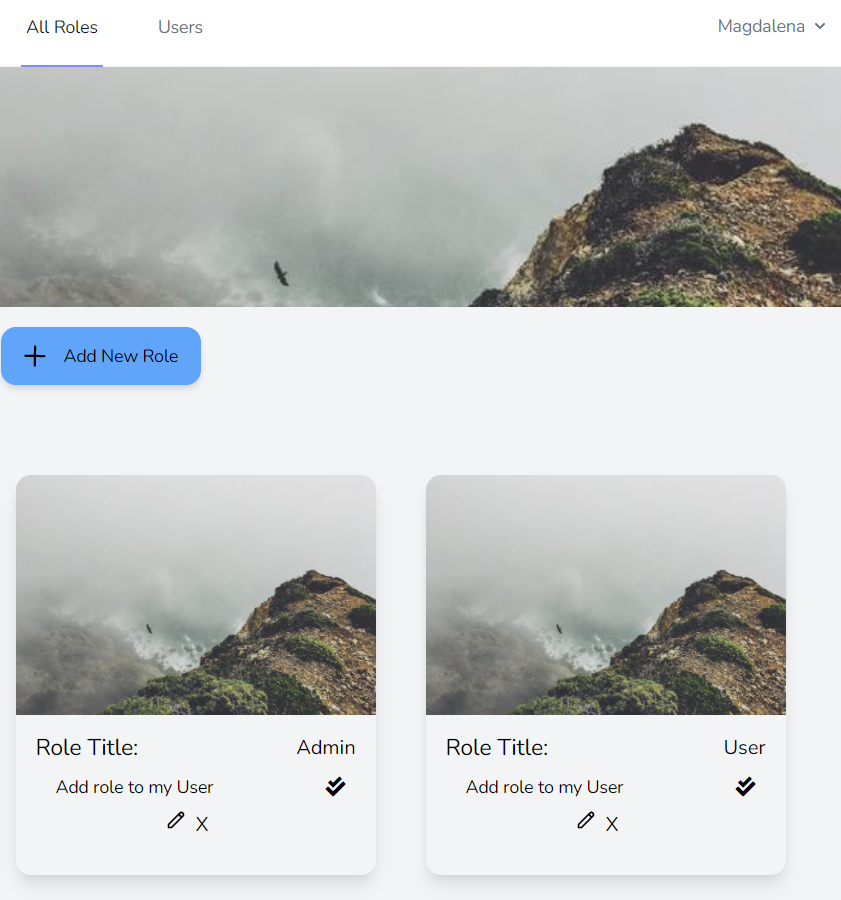 All Roles Users Magdalena
Add New Role
Role Title: Admin
Add role to my User
X
Role Title: User
Add role to my User
X